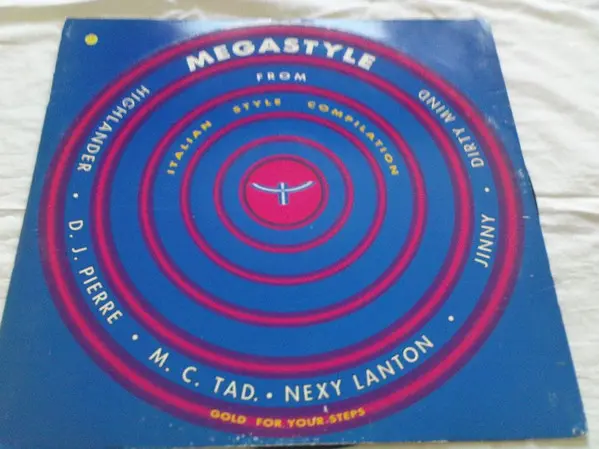 MEGASTYLE
FROM
ITALIAN STYLE COMPILATION
HIGHLANDER • D. J. PIERRE • M. C. TAD. • NEXY LANTON • JINNY • DIRTY MIND
GOLD FOR YOUR STEPS